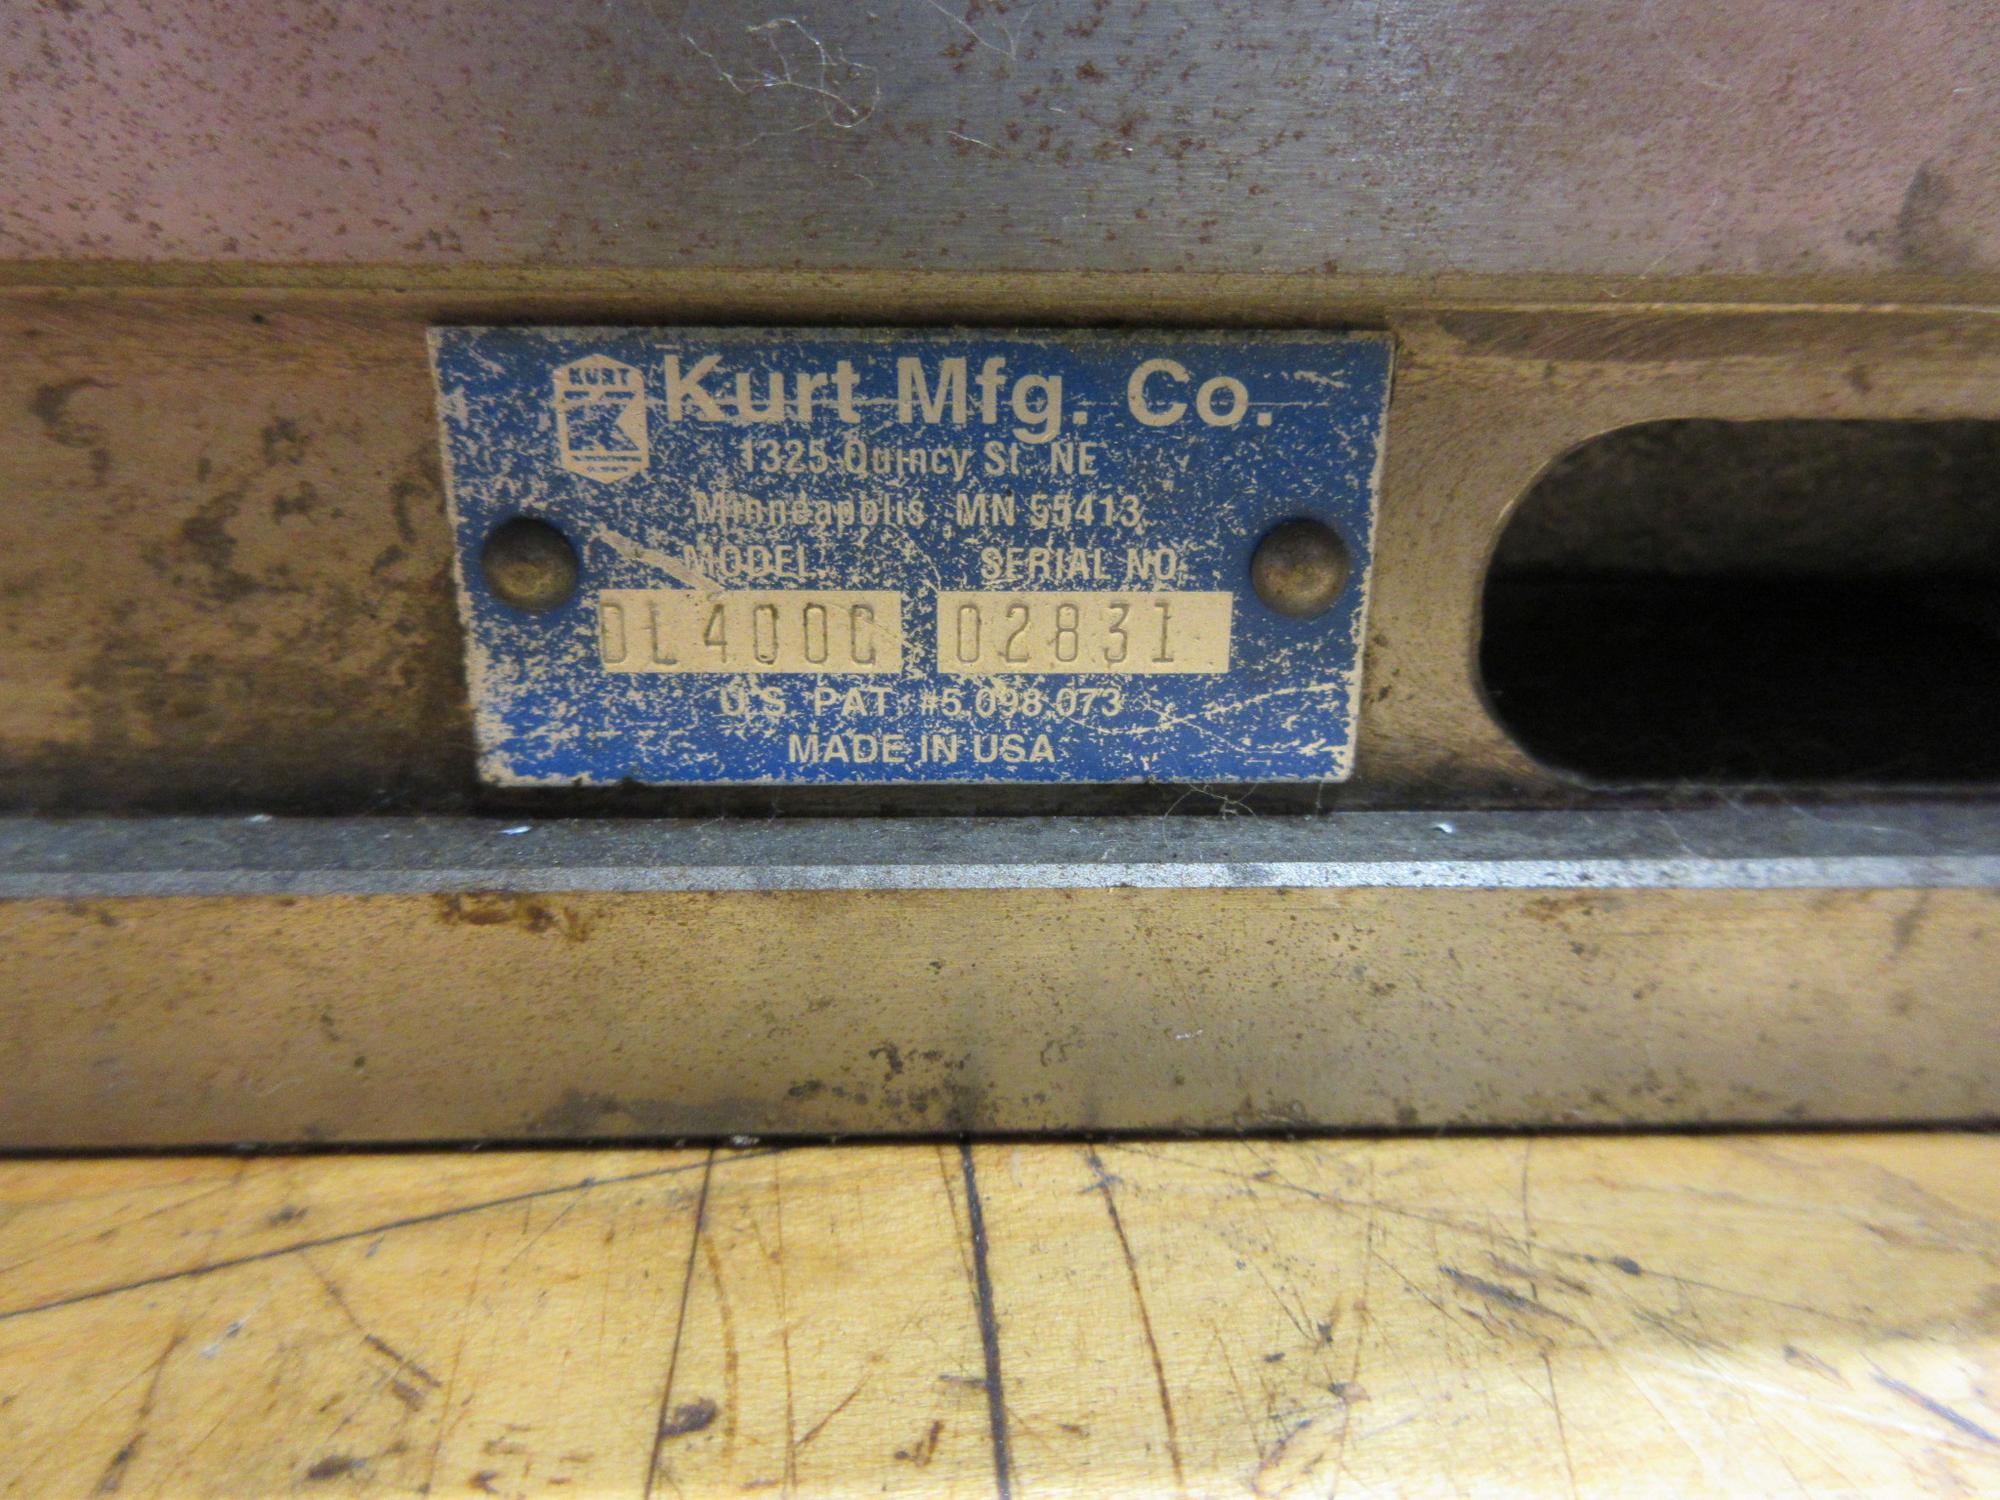 KURT
K
Kurt Mfg. Co.
1325 Quincy St. NE
Minneapolis, MN 55413
MODEL. SERIAL NO.
DL400C 02831
U.S. PAT. #5,098,073
MADE IN USA